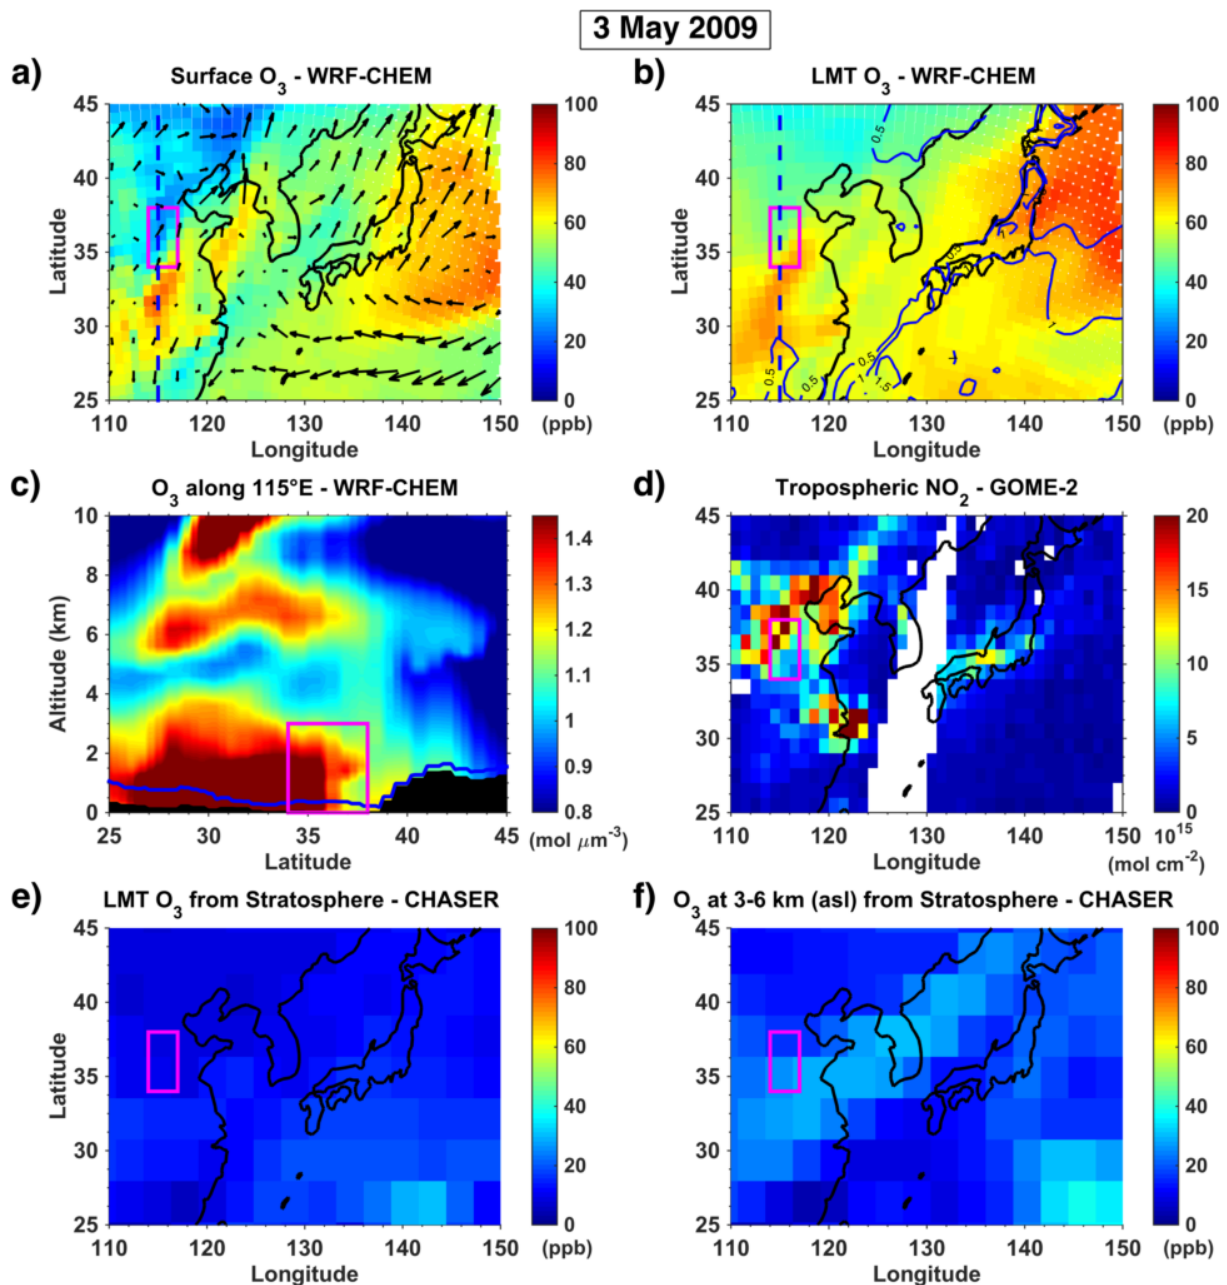 3 May 2009
a)
Surface O3 - WRF-CHEM
45
40
35
30
25
110 120 130 140 150
Latitude
Longitude
100
80
60
40
20
0
(ppb)
b)
LMT O3 - WRF-CHEM
45
40
35
30
25
110 120 130 140 150
Latitude
Longitude
0.5
0.5
0.5
0.5
0.5
1
1.5
1
100
80
60
40
20
0
(ppb)
c)
O3 along 115°E - WRF-CHEM
10
8
6
4
2
0
25 30 35 40 45
Altitude (km)
Latitude
1.4
1.3
1.2
1.1
1
0.9
0.8
(mol μm-3)
d)
Tropospheric NO2 - GOME-2
45
40
35
30
25
110 120 130 140 150
Longitude
20
15
10
5
0
10^15
(mol cm-2)
e)
LMT O3 from Stratosphere - CHASER
45
40
35
30
25
110 120 130 140 150
Latitude
Longitude
100
80
60
40
20
0
(ppb)
f)
O3 at 3-6 km (asl) from Stratosphere - CHASER
45
40
35
30
25
110 120 130 140 150
Longitude
100
80
60
40
20
0
(ppb)